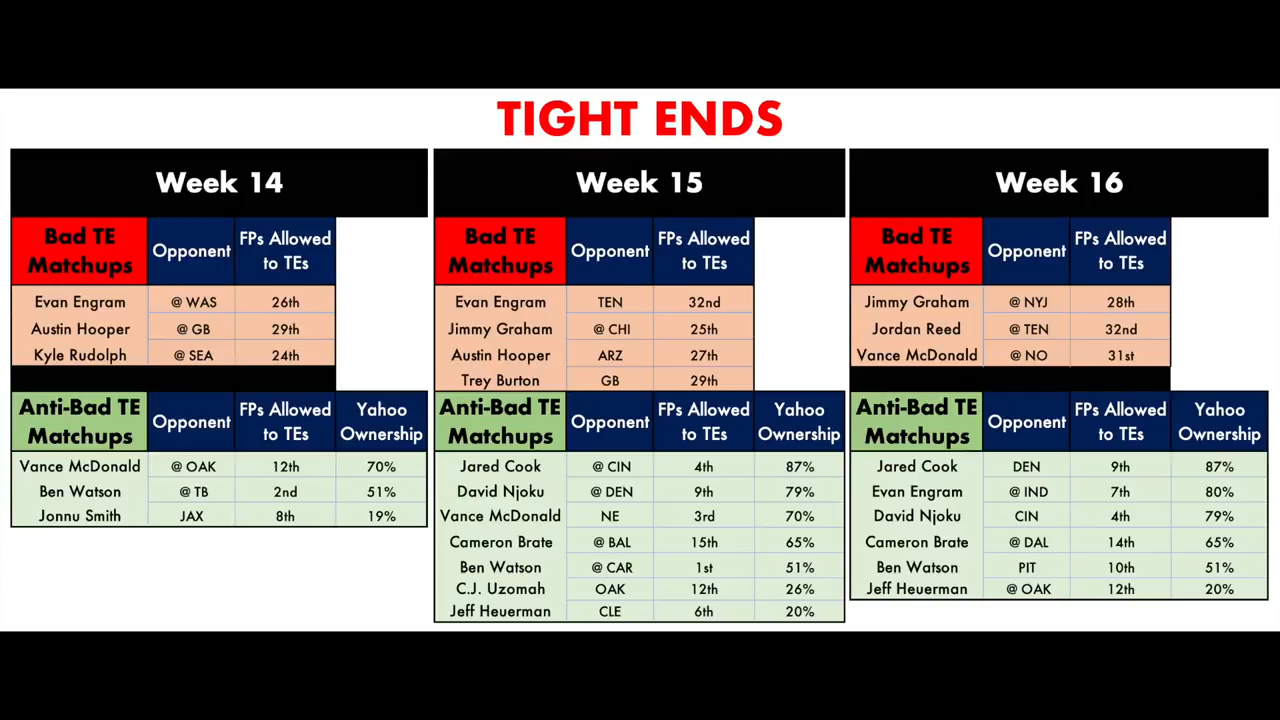 TIGHT ENDS
Week 14
Bad TE Matchups Opponent FPs Allowed to TEs
Evan Engram @ WAS 26th
Austin Hooper @ GB 29th
Kyle Rudolph @ SEA 24th
Anti-Bad TE Matchups Opponent FPs Allowed to TEs Yahoo Ownership
Vance McDonald @ OAK 12th 70%
Ben Watson @ TB 2nd 51%
Jonnu Smith JAX 8th 19%
Week 15
Bad TE Matchups Opponent FPs Allowed to TEs
Evan Engram TEN 32nd
Jimmy Graham @ CHI 25th
Austin Hooper ARZ 27th
Trey Burton GB 29th
Anti-Bad TE Matchups Opponent FPs Allowed to TEs Yahoo Ownership
Jared Cook @ CIN 4th 87%
David Njoku @ DEN 9th 79%
Vance McDonald NE 3rd 70%
Cameron Brate @ BAL 15th 65%
Ben Watson @ CAR 1st 51%
C.J. Uzomah OAK 12th 26%
Jeff Heuerman CLE 6th 20%
Week 16
Bad TE Matchups Opponent FPs Allowed to TEs
Jimmy Graham @ NYJ 28th
Jordan Reed @ TEN 32nd
Vance McDonald @ NO 31st
Anti-Bad TE Matchups Opponent FPs Allowed to TEs Yahoo Ownership
Jared Cook DEN 9th 87%
Evan Engram @ IND 7th 80%
David Njoku CIN 4th 79%
Cameron Brate @ DAL 14th 65%
Ben Watson PIT 10th 51%
Jeff Heuerman @ OAK 12th 20%